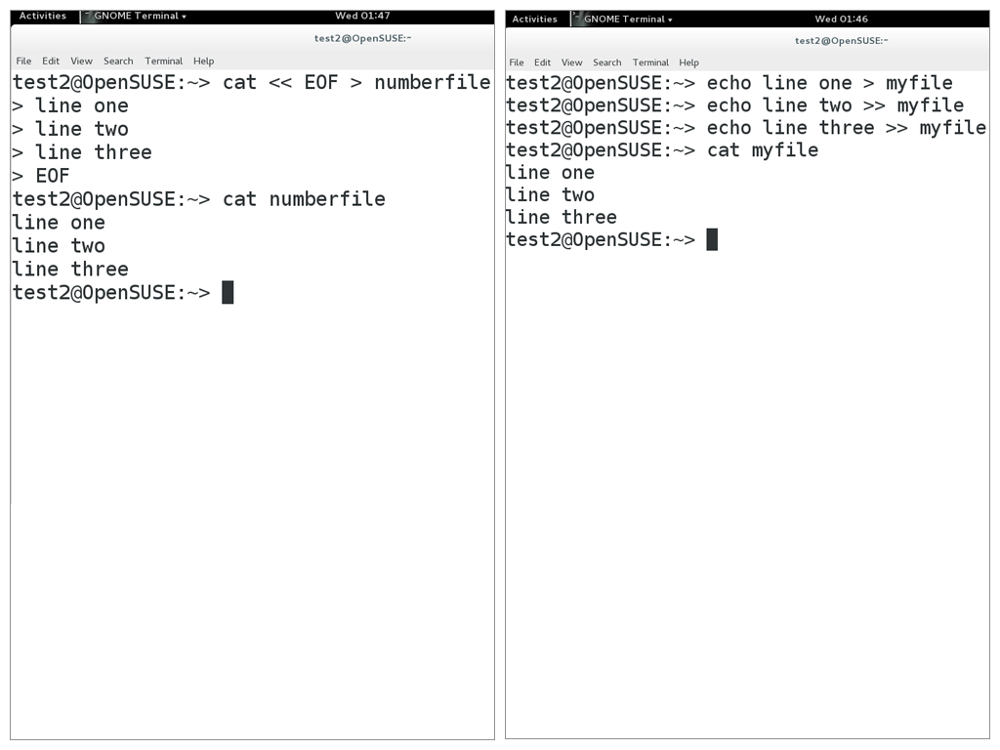 Activities GNOME Terminal ▾ Wed 01:47
test2@OpenSUSE:~
File Edit View Search Terminal Help
test2@OpenSUSE:~> cat << EOF > numberfile
> line one
> line two
> line three
> EOF
test2@OpenSUSE:~> cat numberfile
line one
line two
line three
test2@OpenSUSE:~>
Activities GNOME Terminal ▾ Wed 01:46
test2@OpenSUSE:~
File Edit View Search Terminal Help
test2@OpenSUSE:~> echo line one > myfile
test2@OpenSUSE:~> echo line two >> myfile
test2@OpenSUSE:~> echo line three >> myfile
test2@OpenSUSE:~> cat myfile
line one
line two
line three
test2@OpenSUSE:~>